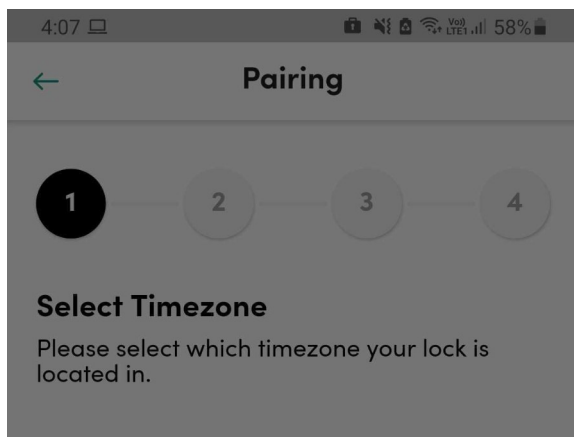 4:07 58%
Pairing
1 2 3 4
Select Timezone
Please select which timezone your lock is
located in.